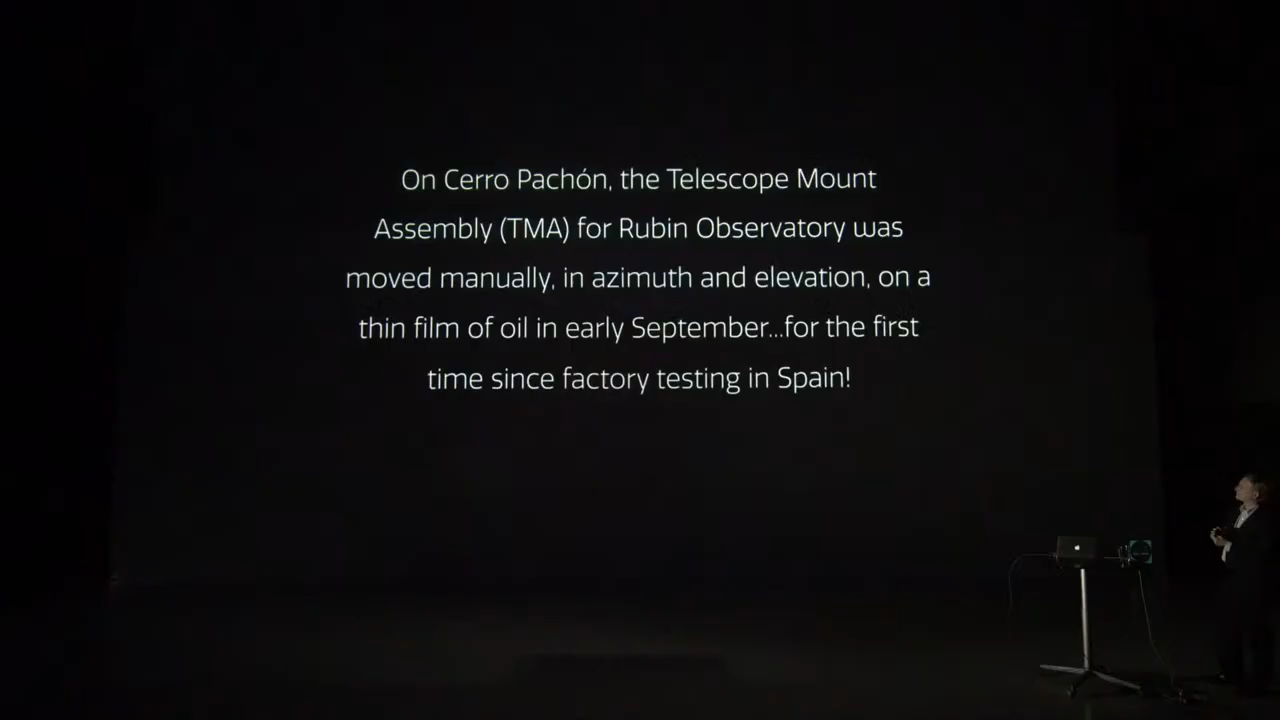 On Cerro Pachón, the Telescope Mount
Assembly (TMA) for Rubin Observatory was
moved manually, in azimuth and elevation, on a
thin film of oil in early September...for the first
time since factory testing in Spain!